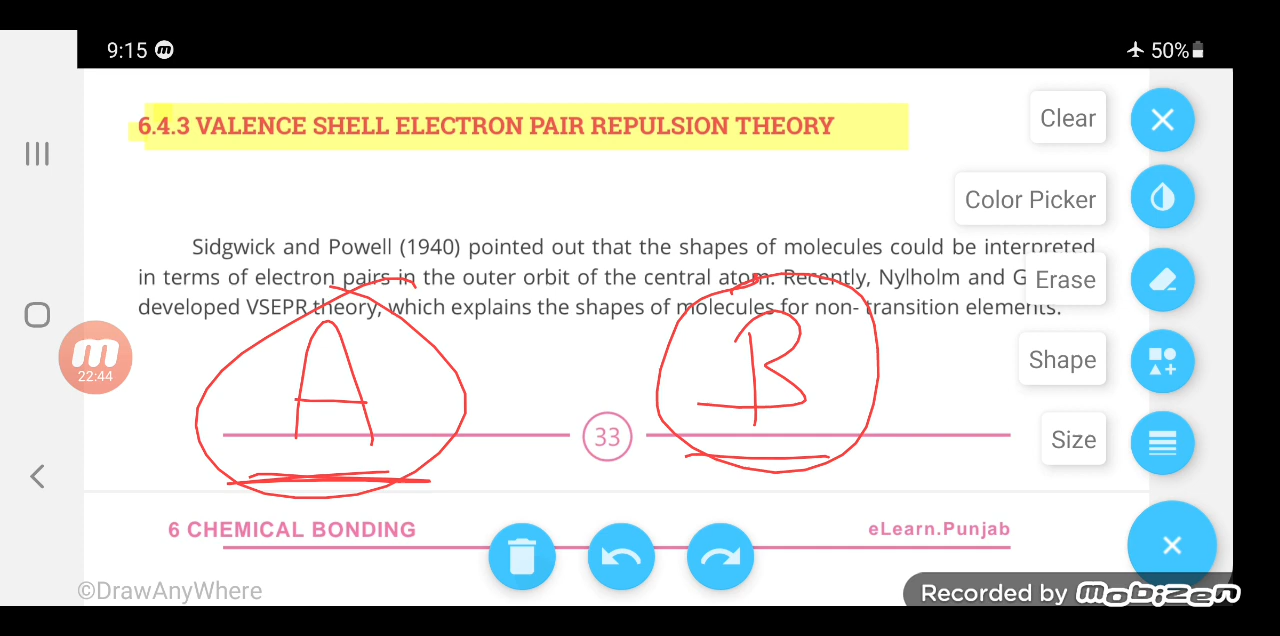 9:15
50%
6.4.3 VALENCE SHELL ELECTRON PAIR REPULSION THEORY
Clear
Color Picker
Sidgwick and Powell (1940) pointed out that the shapes of molecules could be interpreted
in terms of electron pairs in the outer orbit of the central atom. Recently, Nylholm and G
Erase
developed VSEPR theory, which explains the shapes of molecules for non- transition elements.
22:44
A
B
Shape
33
Size
6 CHEMICAL BONDING
eLearn.Punjab
©DrawAnyWhere
Recorded by mobizen